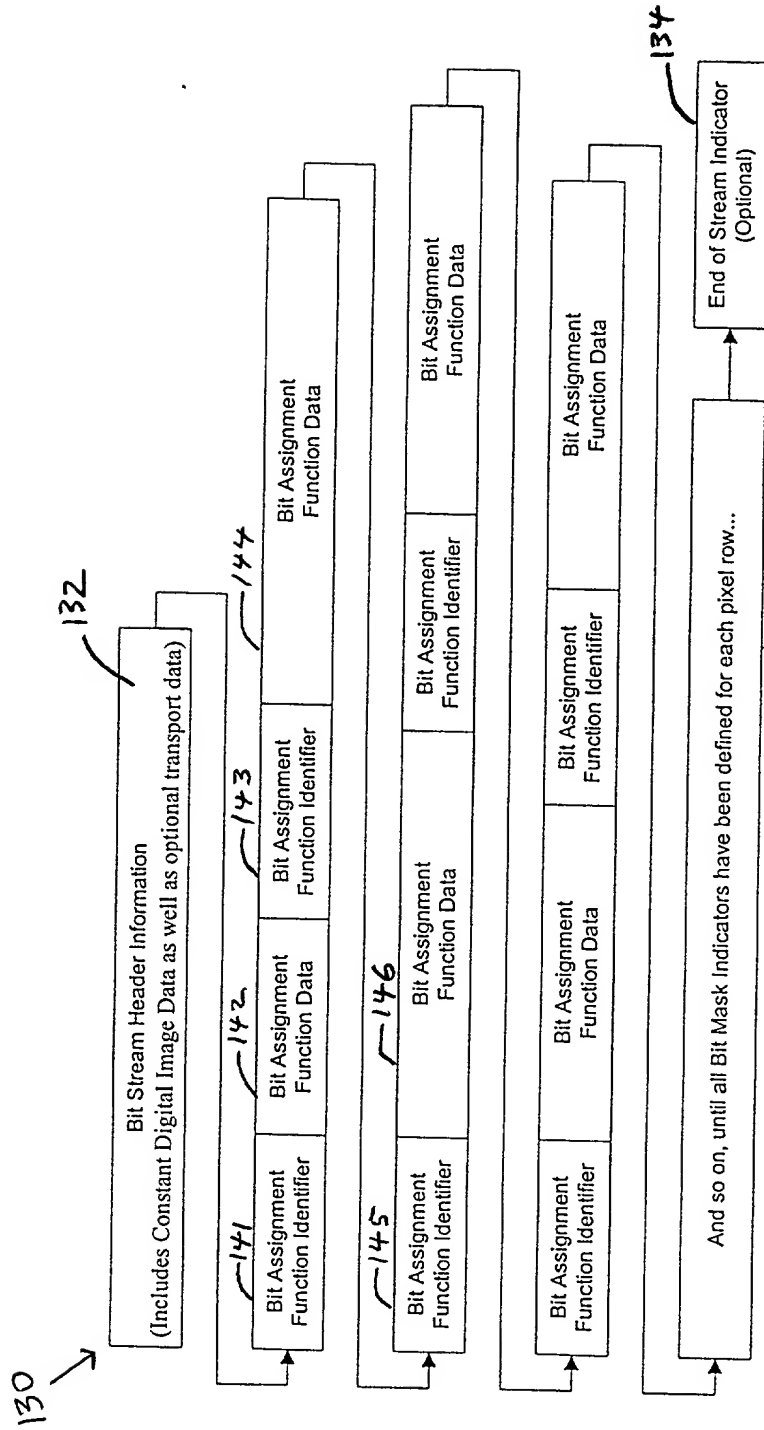 130
132
Bit Stream Header Information
(Includes Constant Digital Image Data as well as optional transport data)
141
142
143
144
Bit Assignment
Function Identifier
Bit Assignment
Function Data
Bit Assignment
Function Identifier
Bit Assignment
Function Data
145
146
Bit Assignment
Function Identifier
Bit Assignment
Function Data
Bit Assignment
Function Identifier
Bit Assignment
Function Data
Bit Assignment
Function Identifier
Bit Assignment
Function Data
Bit Assignment
Function Identifier
Bit Assignment
Function Data
And so on, until all Bit Mask Indicators have been defined for each pixel row...
134
End of Stream Indicator
(Optional)